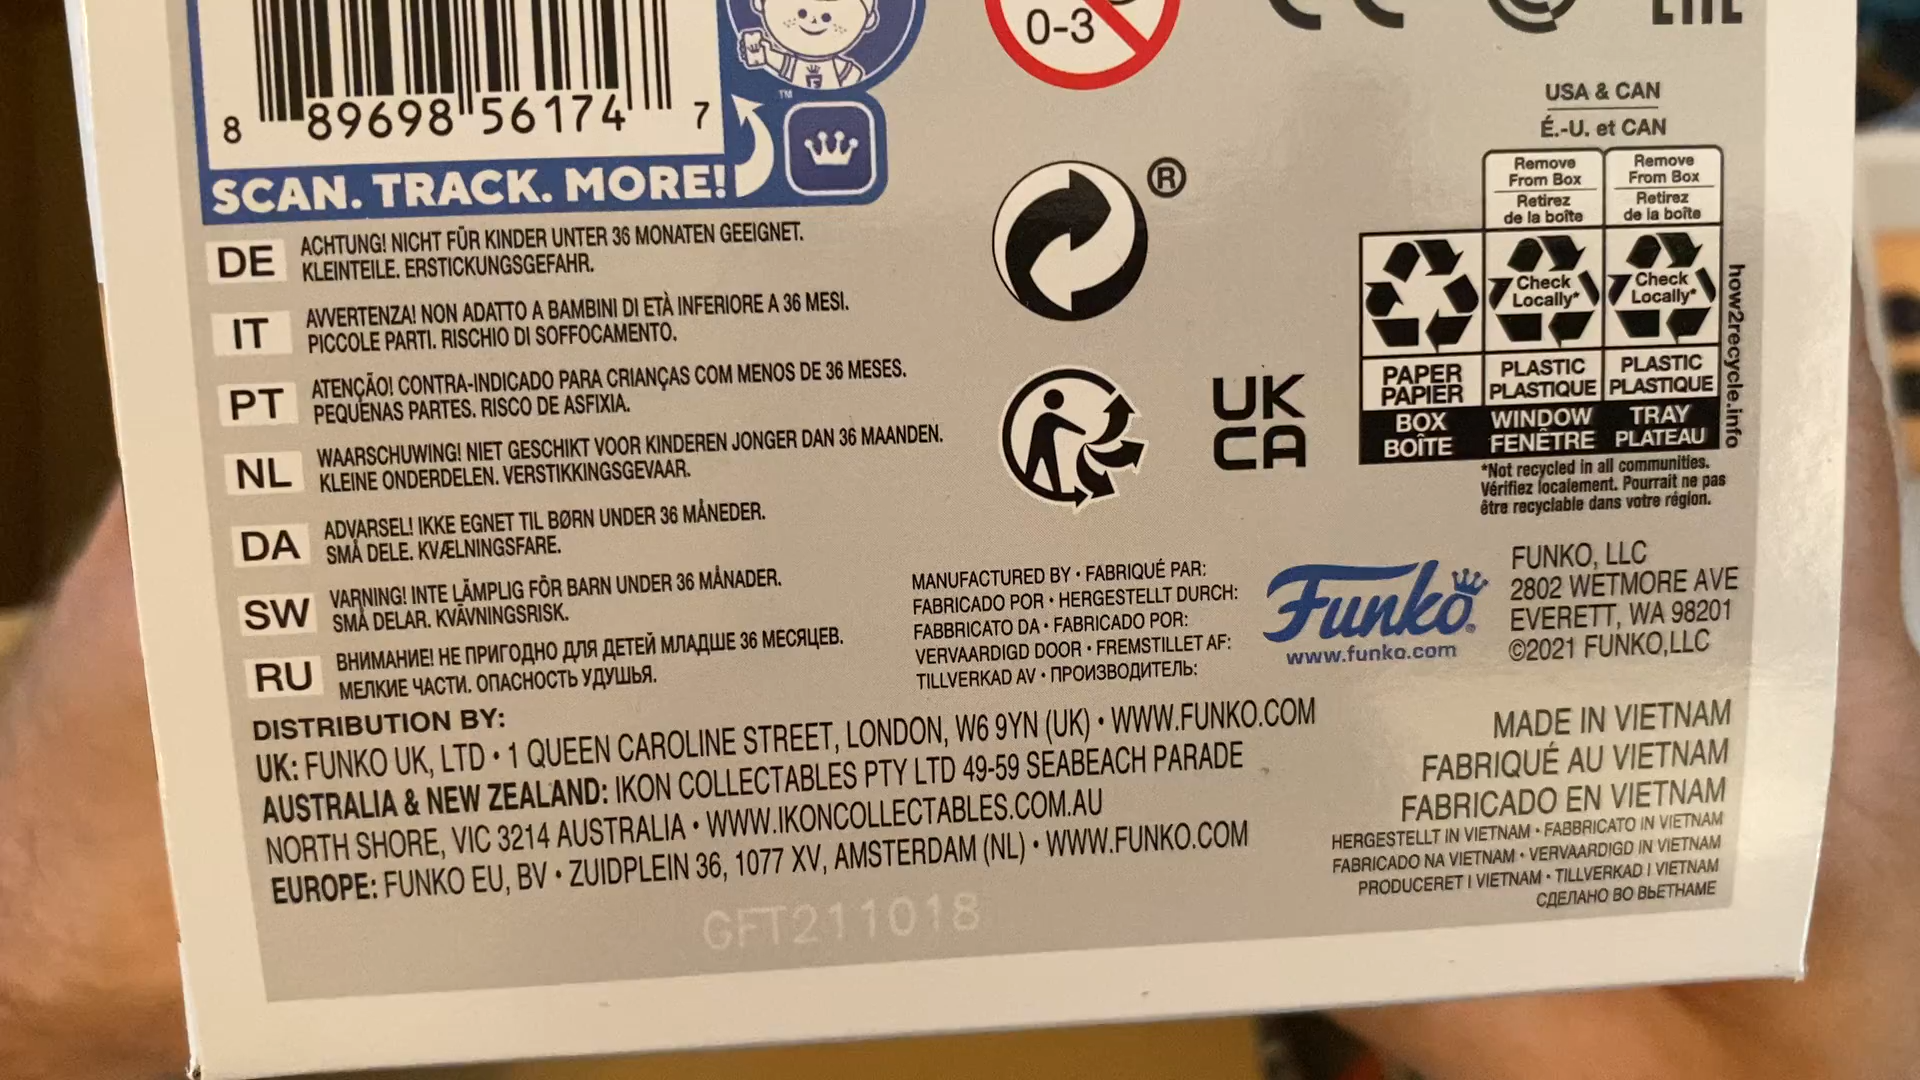 8 89698 56174 7
SCAN. TRACK. MORE!
TM
0-3
CE
EAC
®
DE ACHTUNG! NICHT FÜR KINDER UNTER 36 MONATEN GEEIGNET.
KLEINTEILE. ERSTICKUNGSGEFAHR.
IT AVVERTENZA! NON ADATTO A BAMBINI DI ETÀ INFERIORE A 36 MESI.
PICCOLE PARTI. RISCHIO DI SOFFOCAMENTO.
PT ATENÇÃO! CONTRA-INDICADO PARA CRIANÇAS COM MENOS DE 36 MESES.
PEQUENAS PARTES. RISCO DE ASFIXIA.
NL WAARSCHUWING! NIET GESCHIKT VOOR KINDEREN JONGER DAN 36 MAANDEN.
KLEINE ONDERDELEN. VERSTIKKINGSGEVAAR.
DA ADVARSEL! IKKE EGNET TIL BØRN UNDER 36 MÅNEDER.
SMÅ DELE. KVÆLNINGSFARE.
SW VARNING! INTE LÄMPLIG FÖR BARN UNDER 36 MÅNADER.
SMÅ DELAR. KVÄVNINGSRISK.
RU ВНИМАНИЕ! НЕ ПРИГОДНО ДЛЯ ДЕТЕЙ МЛАДШЕ 36 МЕСЯЦЕВ.
МЕЛКИЕ ЧАСТИ. ОПАСНОСТЬ УДУШЬЯ.
UK
CA
USA & CAN
É.-U. et CAN
Remove
From Box
Retirez
de la boîte
Remove
From Box
Retirez
de la boîte
Check
Locally*
Check
Locally*
PAPER
PAPIER
PLASTIC
PLASTIQUE
PLASTIC
PLASTIQUE
BOX
BOÎTE
WINDOW
FENÊTRE
TRAY
PLATEAU
how2recycle.info
*Not recycled in all communities.
Vérifiez localement. Pourrait ne pas
être recyclable dans votre région.
MANUFACTURED BY • FABRIQUÉ PAR:
FABRICADO POR • HERGESTELLT DURCH:
FABBRICATO DA • FABRICADO POR:
VERVAARDIGD DOOR • FREMSTILLET AF:
TILLVERKAD AV • ПРОИЗВОДИТЕЛЬ:
Funko®
www.funko.com
FUNKO, LLC
2802 WETMORE AVE
EVERETT, WA 98201
©2021 FUNKO,LLC
DISTRIBUTION BY:
UK: FUNKO UK, LTD • 1 QUEEN CAROLINE STREET, LONDON, W6 9YN (UK) • WWW.FUNKO.COM
AUSTRALIA & NEW ZEALAND: IKON COLLECTABLES PTY LTD 49-59 SEABEACH PARADE
NORTH SHORE, VIC 3214 AUSTRALIA • WWW.IKONCOLLECTABLES.COM.AU
EUROPE: FUNKO EU, BV • ZUIDPLEIN 36, 1077 XV, AMSTERDAM (NL) • WWW.FUNKO.COM
MADE IN VIETNAM
FABRIQUÉ AU VIETNAM
FABRICADO EN VIETNAM
HERGESTELLT IN VIETNAM • FABBRICATO IN VIETNAM
FABRICADO NA VIETNAM • VERVAARDIGD IN VIETNAM
PRODUCERET I VIETNAM • TILLVERKAD I VIETNAM
СДЕЛАНО ВО ВЬЕТНАМЕ
GFT211018